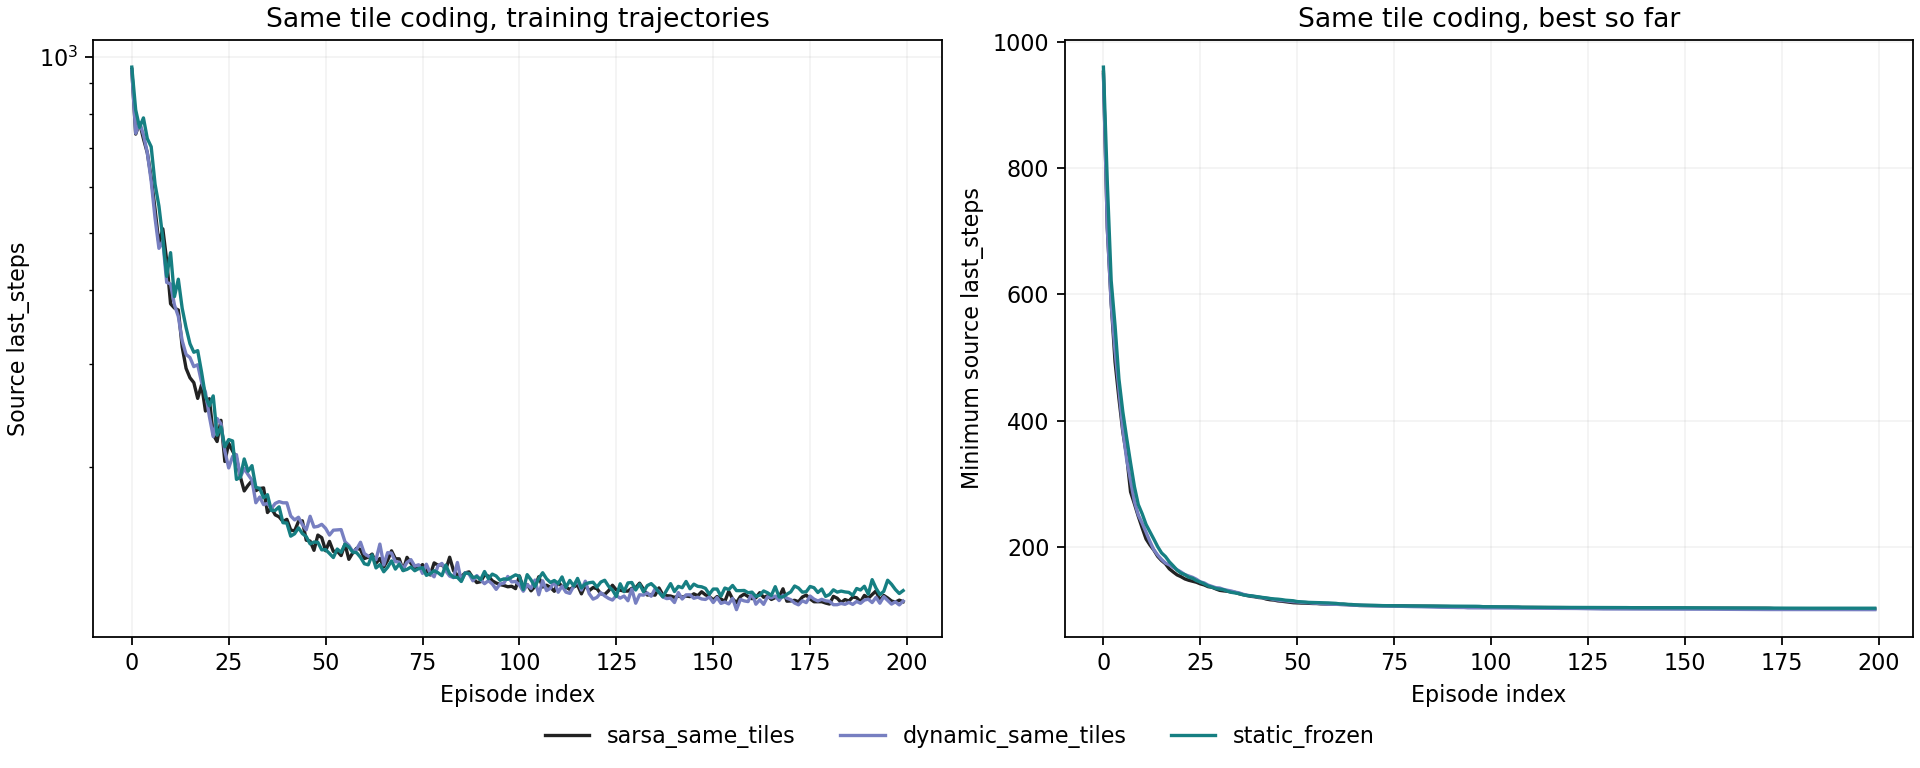 Same tile coding, training trajectories
Source last_steps
10³
0 25 50 75 100 125 150 175 200
Episode index
Same tile coding, best so far
Minimum source last_steps
1000
800
600
400
200
0 25 50 75 100 125 150 175 200
Episode index
sarsa_same_tiles dynamic_same_tiles static_frozen